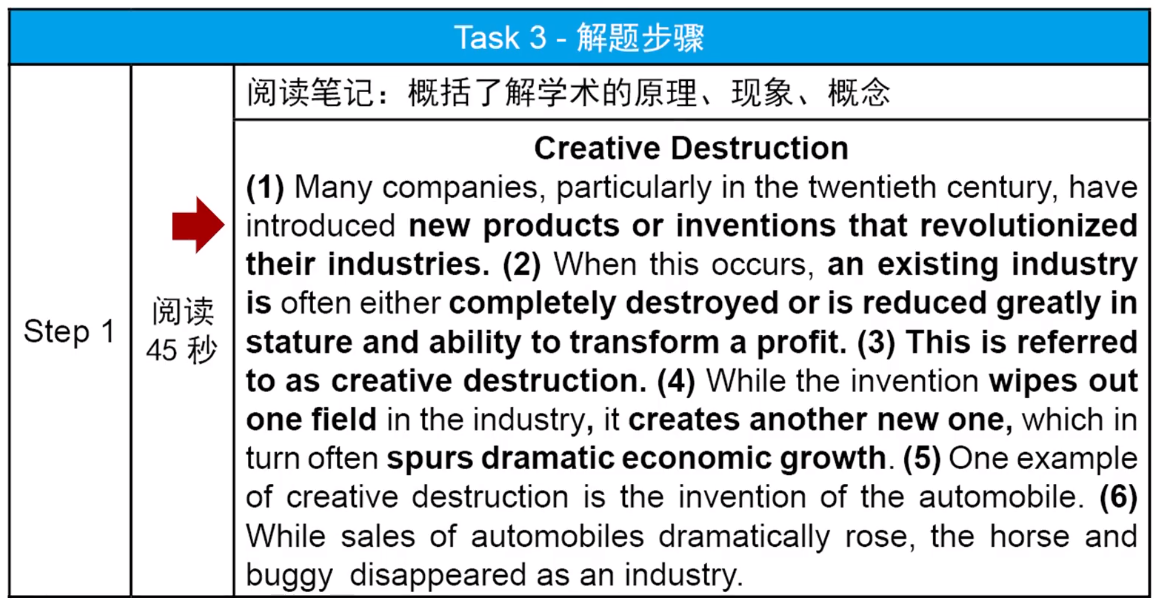 Task 3 - 解题步骤
Step 1
阅读
45 秒
阅读笔记：概括了解学术的原理、现象、概念
Creative Destruction
(1) Many companies, particularly in the twentieth century, have
introduced new products or inventions that revolutionized
their industries. (2) When this occurs, an existing industry
is often either completely destroyed or is reduced greatly in
stature and ability to transform a profit. (3) This is referred
to as creative destruction. (4) While the invention wipes out
one field in the industry, it creates another new one, which in
turn often spurs dramatic economic growth. (5) One example
of creative destruction is the invention of the automobile. (6)
While sales of automobiles dramatically rose, the horse and
buggy disappeared as an industry.